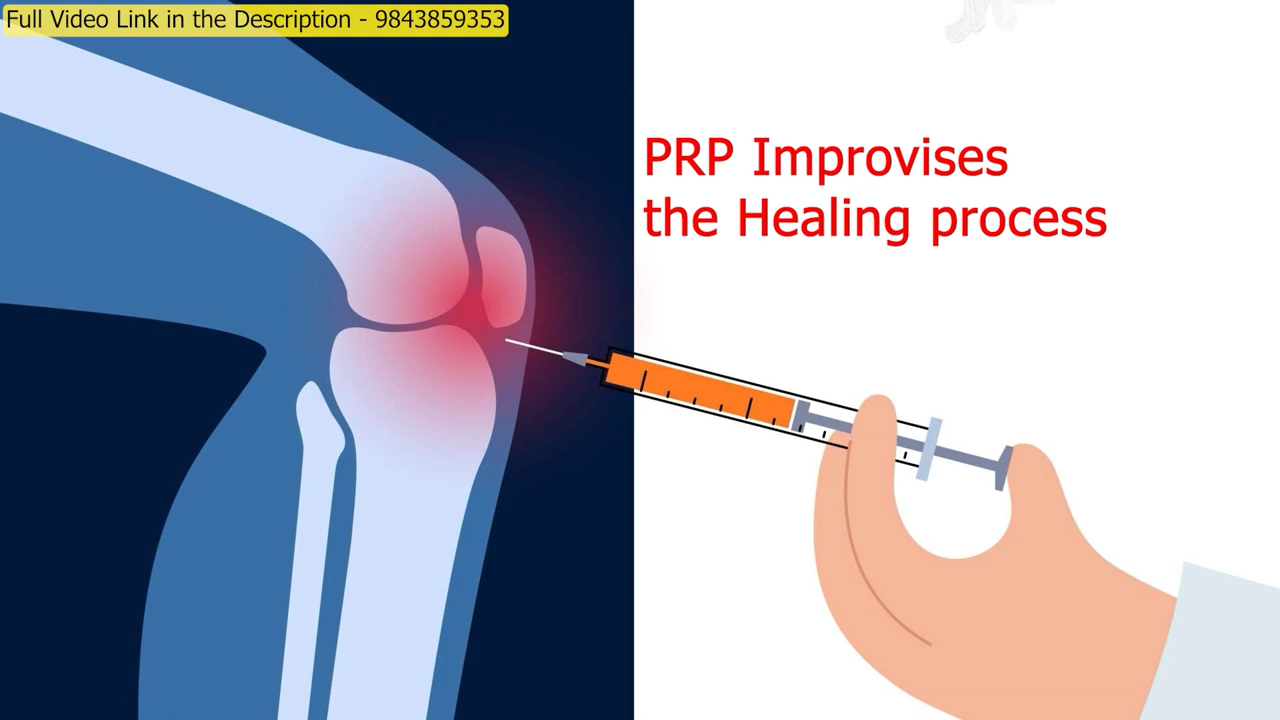 Full Video Link in the Description - 9843859353
PRP Improvises
the Healing process